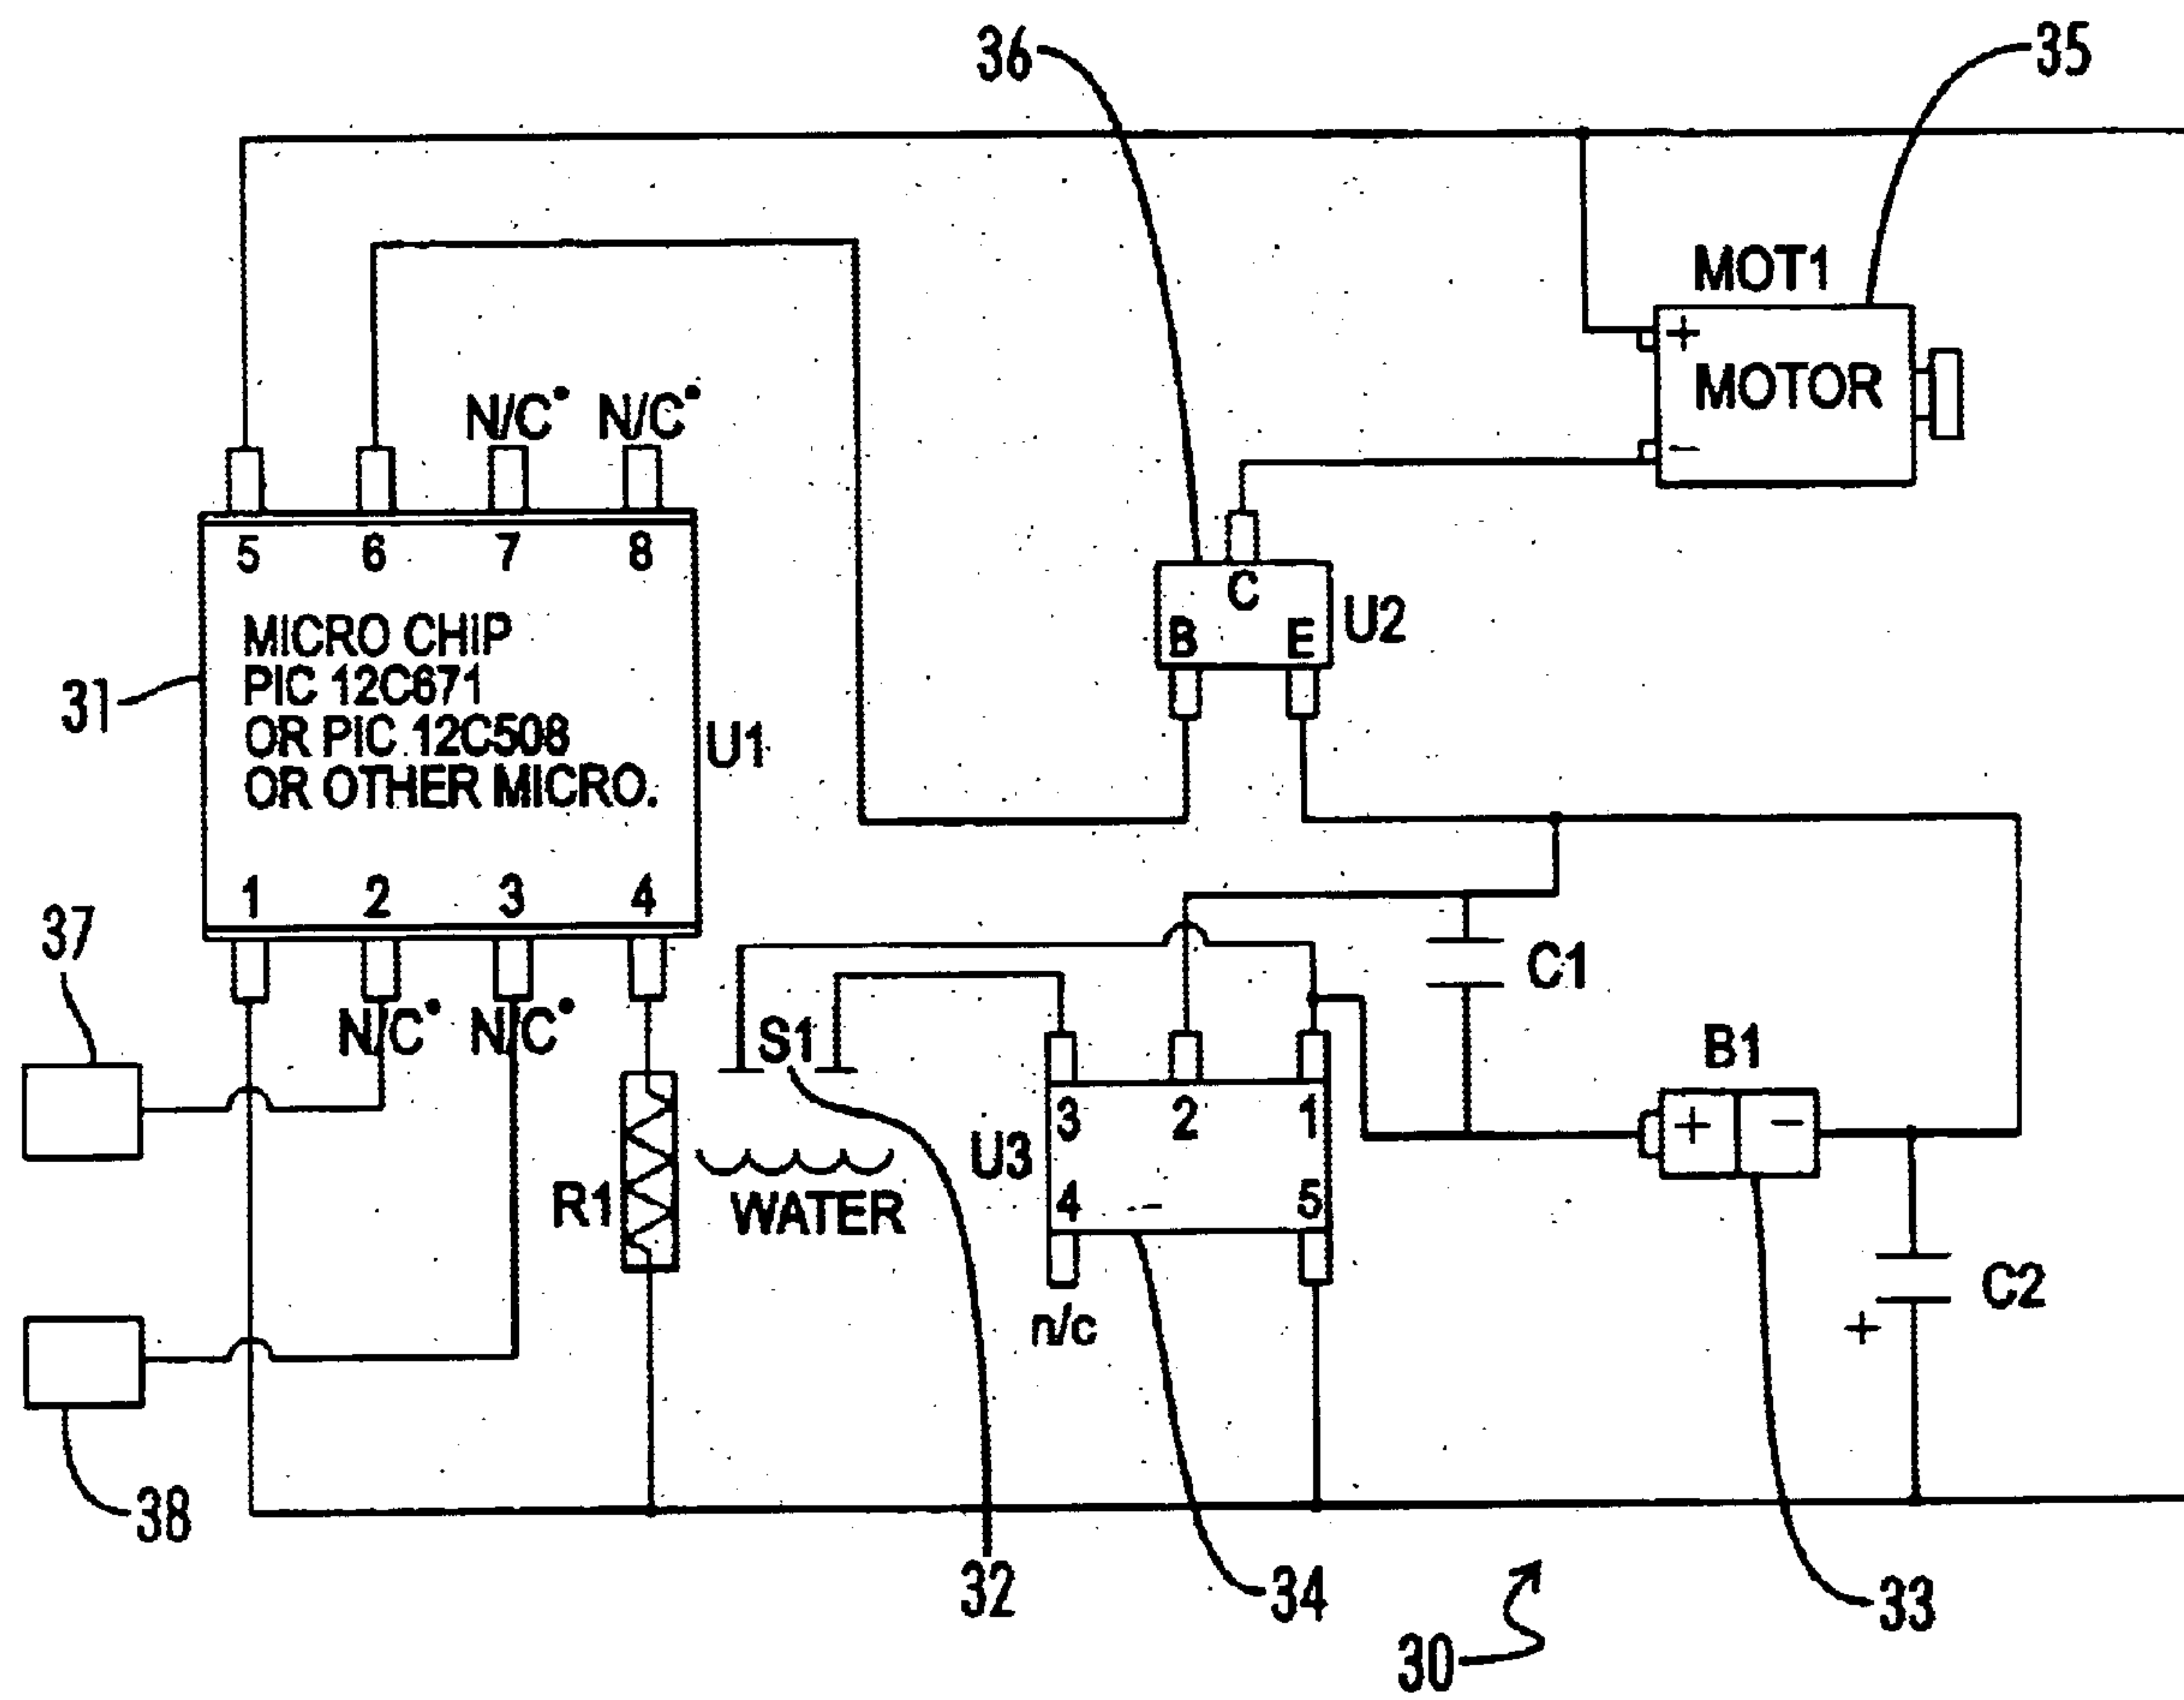 36
35
MOT1
+
MOTOR
−
N/C• N/C•
5 6 7 8
MICRO CHIP
PIC 12C671
OR PIC 12C508
OR OTHER MICRO.
31
U1
1 2 3 4
C
B E
U2
37
N/C• N/C•
S1
C1
B1
+ −
3 2 1
U3
4 - 5
n/c
R1
WATER
C2
+
38
32
34
33
30